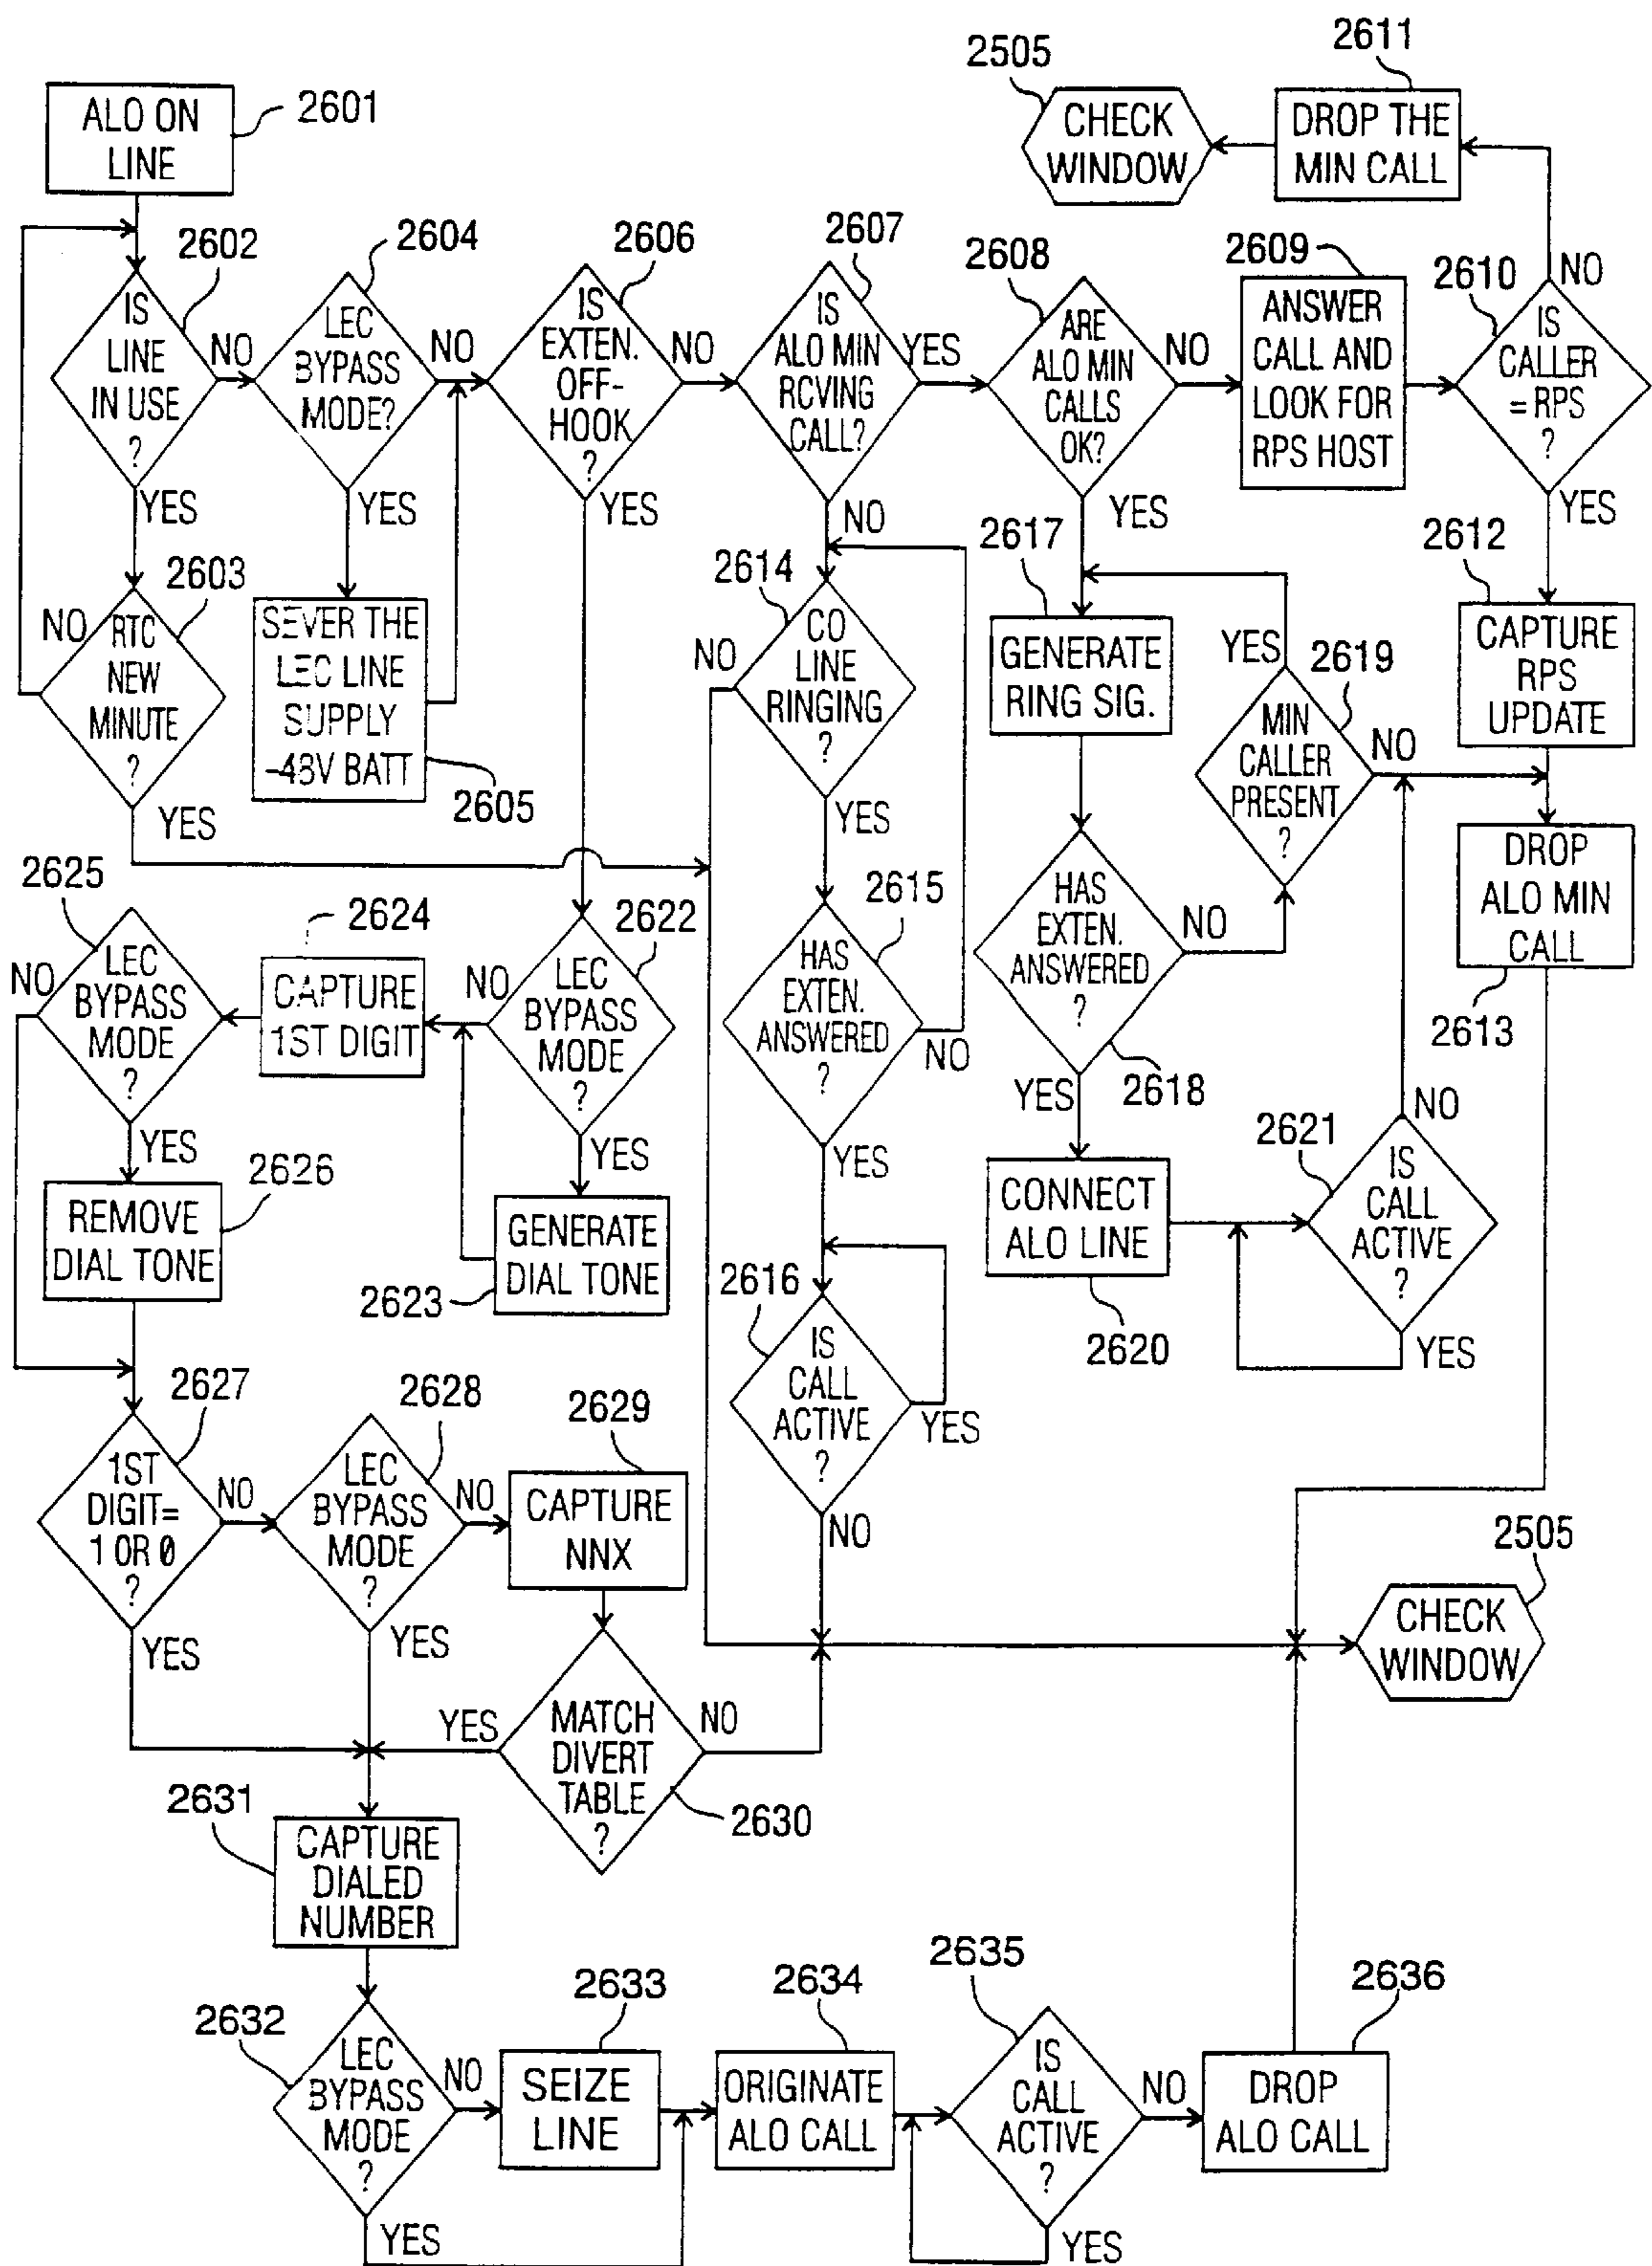 2611
2505
ALO ON
LINE
2601
CHECK
WINDOW
DROP THE
MIN CALL
2602
2604
2606
2607
2608
2609
2610
NO
IS
LINE
IN USE
?
NO
LEC
BYPASS
MODE?
NO
IS
EXTEN.
OFF-
HOOK
?
NO
IS
ALO MIN
RCVING
CALL?
YES
ARE
ALO MIN
CALLS
OK?
NO
ANSWER
CALL AND
LOOK FOR
RPS HOST
IS
CALLER
= RPS
?
YES
YES
YES
NO
YES
YES
2603
2614
2617
2612
NO
RTC
NEW
MINUTE
?
YES
SEVER THE
LEC LINE
SUPPLY
-48V BATT
2605
NO
CO
LINE
RINGING
?
YES
GENERATE
RING SIG.
YES
2619
MIN
CALLER
PRESENT
?
NO
CAPTURE
RPS
UPDATE
2625
2624
2622
2615
DROP
ALO MIN
CALL
2613
NO
LEC
BYPASS
MODE
?
YES
CAPTURE
1ST DIGIT
NO
LEC
BYPASS
MODE
?
YES
HAS
EXTEN.
ANSWERED
?
NO
YES
HAS
EXTEN.
ANSWERED
?
NO
YES
2618
2626
REMOVE
DIAL TONE
GENERATE
DIAL TONE
2623
2616
IS
CALL
ACTIVE
?
YES
NO
CONNECT
ALO LINE
2620
2621
NO
IS
CALL
ACTIVE
?
YES
2627
2628
2629
1ST
DIGIT=
1 OR 0
?
NO
YES
LEC
BYPASS
MODE
?
NO
YES
CAPTURE
NNX
2505
CHECK
WINDOW
YES
MATCH
DIVERT
TABLE
?
NO
2630
2631
CAPTURE
DIALED
NUMBER
2632
2633
2634
2635
2636
LEC
BYPASS
MODE
?
NO
YES
SEIZE
LINE
ORIGINATE
ALO CALL
IS
CALL
ACTIVE
?
NO
YES
DROP
ALO CALL